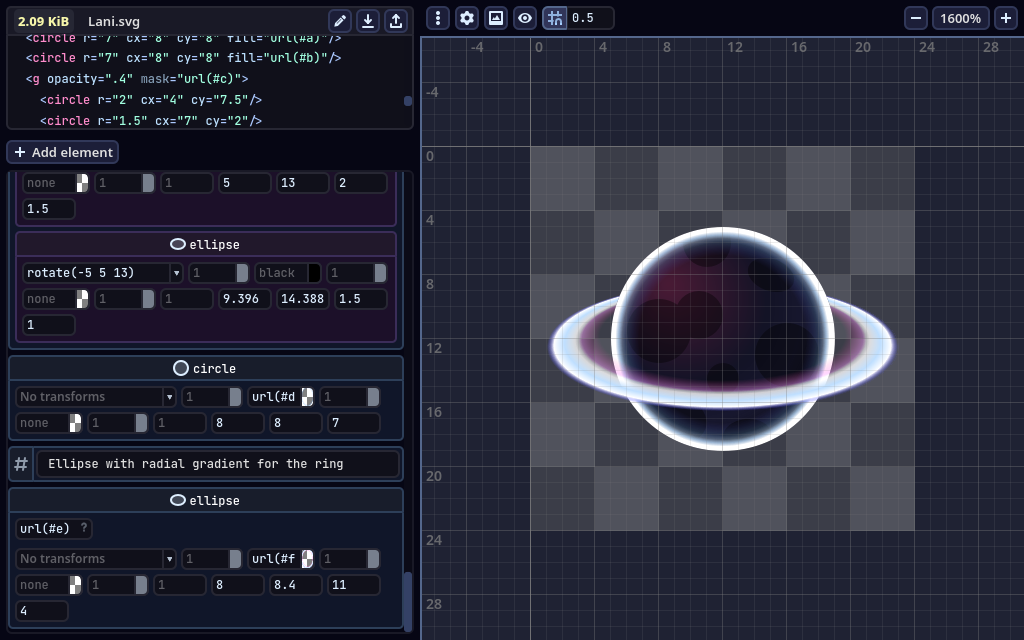 2.09 KiB Lani.svg
0.5
1600%
<circle r="7" cx="8" cy="8" fill="url(#a)"/>
<circle r="7" cx="8" cy="8" fill="url(#b)"/>
<g opacity=".4" mask="url(#c)">
<circle r="2" cx="4" cy="7.5"/>
<circle r="1.5" cx="7" cy="2"/>
+ Add element
none 1 1 5 13 2
1.5
ellipse
rotate(-5 5 13) 1 black 1
none 1 1 9.396 14.388 1.5
1
circle
No transforms 1 url(#d 1
none 1 1 8 8 7
# Ellipse with radial gradient for the ring
ellipse
url(#e) ?
No transforms 1 url(#f 1
none 1 1 8 8.4 11
4
-4 0 4 8 12 16 20 24 28
-4
0
4
8
12
16
20
24
28